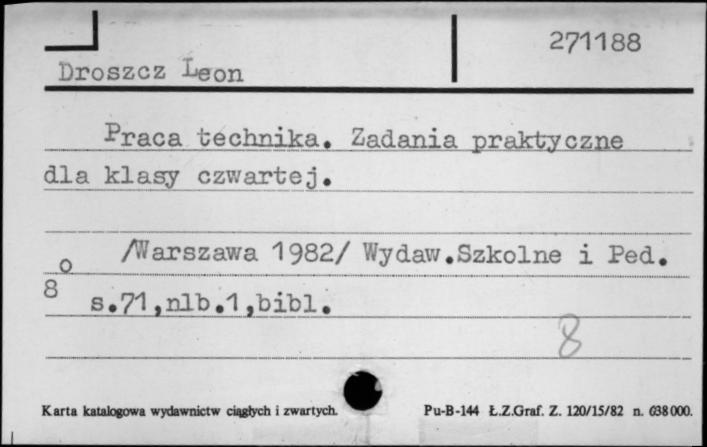 271188
Droszcz Leon
Praca technika. Zadania praktyczne
dla klasy czwartej.
/Warszawa 1982/ Wydaw.Szkolne i Ped.
8º s.71,nlb.1,bibl.
8
Karta katalogowa wydawnictw ciągłych i zwartych. Pu-B-144 Ł.Z.Graf. Z. 120/15/82 n. 638000.